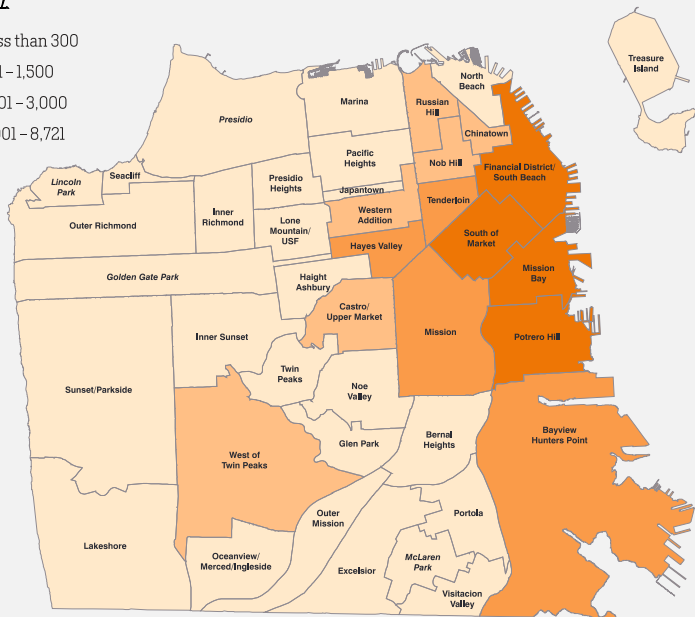 ss than 300
1 – 1,500
01 – 3,000
001 – 8,721
Treasure
Island
North
Beach
Marina
Russian
Hill
Presidio
Chinatown
Pacific
Heights
Nob Hill
Financial District/
South Beach
Seacliff
Lincoln
Park
Presidio
Heights
Japantown
Tenderloin
Western
Addition
Inner
Richmond
Outer Richmond
Lone
Mountain/
USF
Hayes Valley
South of
Market
Mission
Bay
Golden Gate Park
Haight
Ashbury
Castro/
Upper Market
Mission
Potrero Hill
Inner Sunset
Twin
Peaks
Sunset/Parkside
Noe
Valley
Bayview
Hunters Point
Glen Park
Bernal
Heights
West of
Twin Peaks
Outer
Mission
Portola
Lakeshore
Oceanview/
Merced/Ingleside
McLaren
Park
Excelsior
Visitacion
Valley